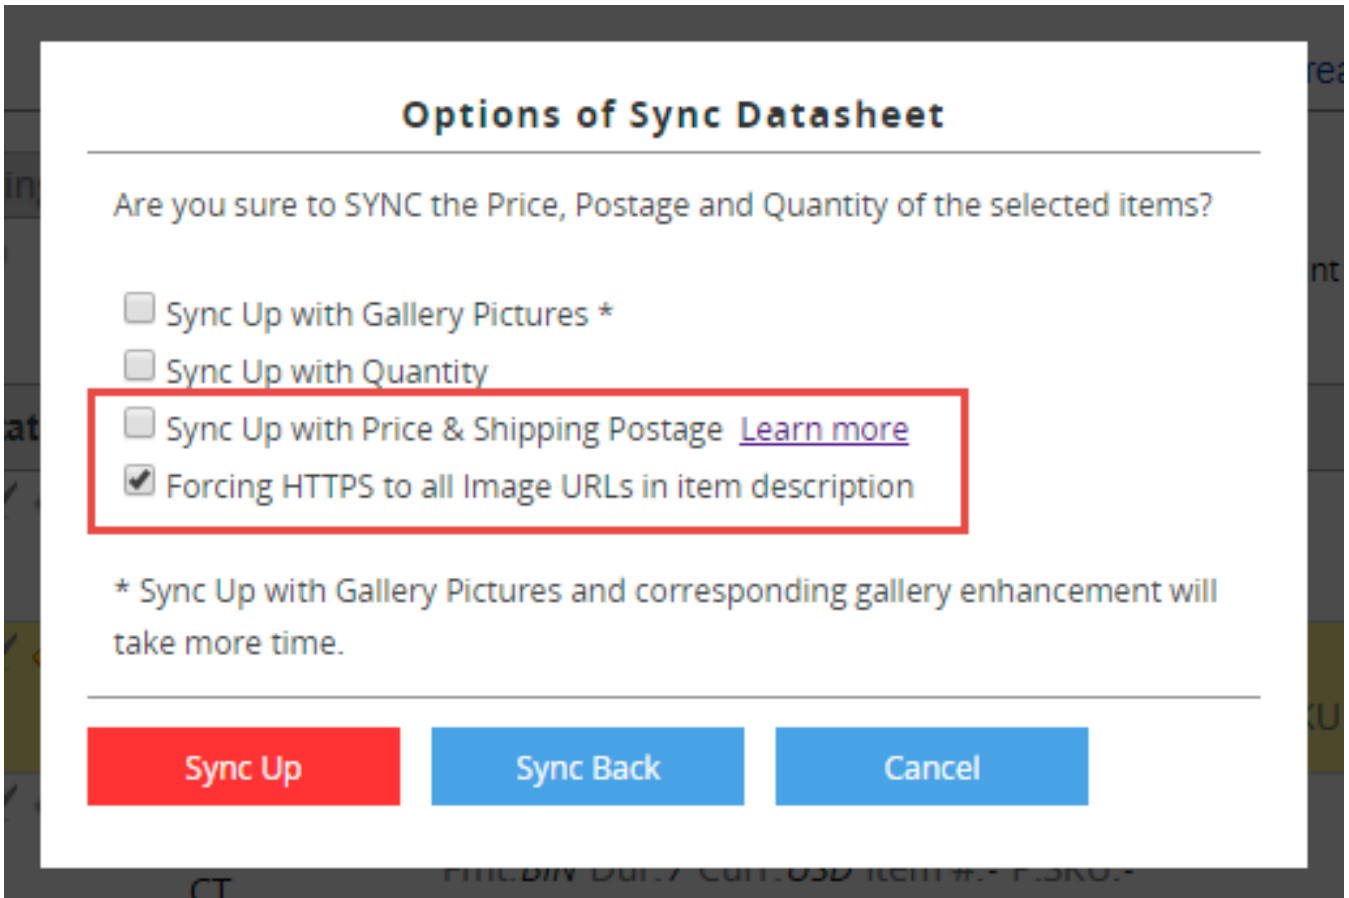 Options of Sync Datasheet
Are you sure to SYNC the Price, Postage and Quantity of the selected items?
Sync Up with Gallery Pictures *
Sync Up with Quantity
Sync Up with Price & Shipping Postage Learn more
Forcing HTTPS to all Image URLs in item description
* Sync Up with Gallery Pictures and corresponding gallery enhancement will
take more time.
Sync Up Sync Back Cancel
CT